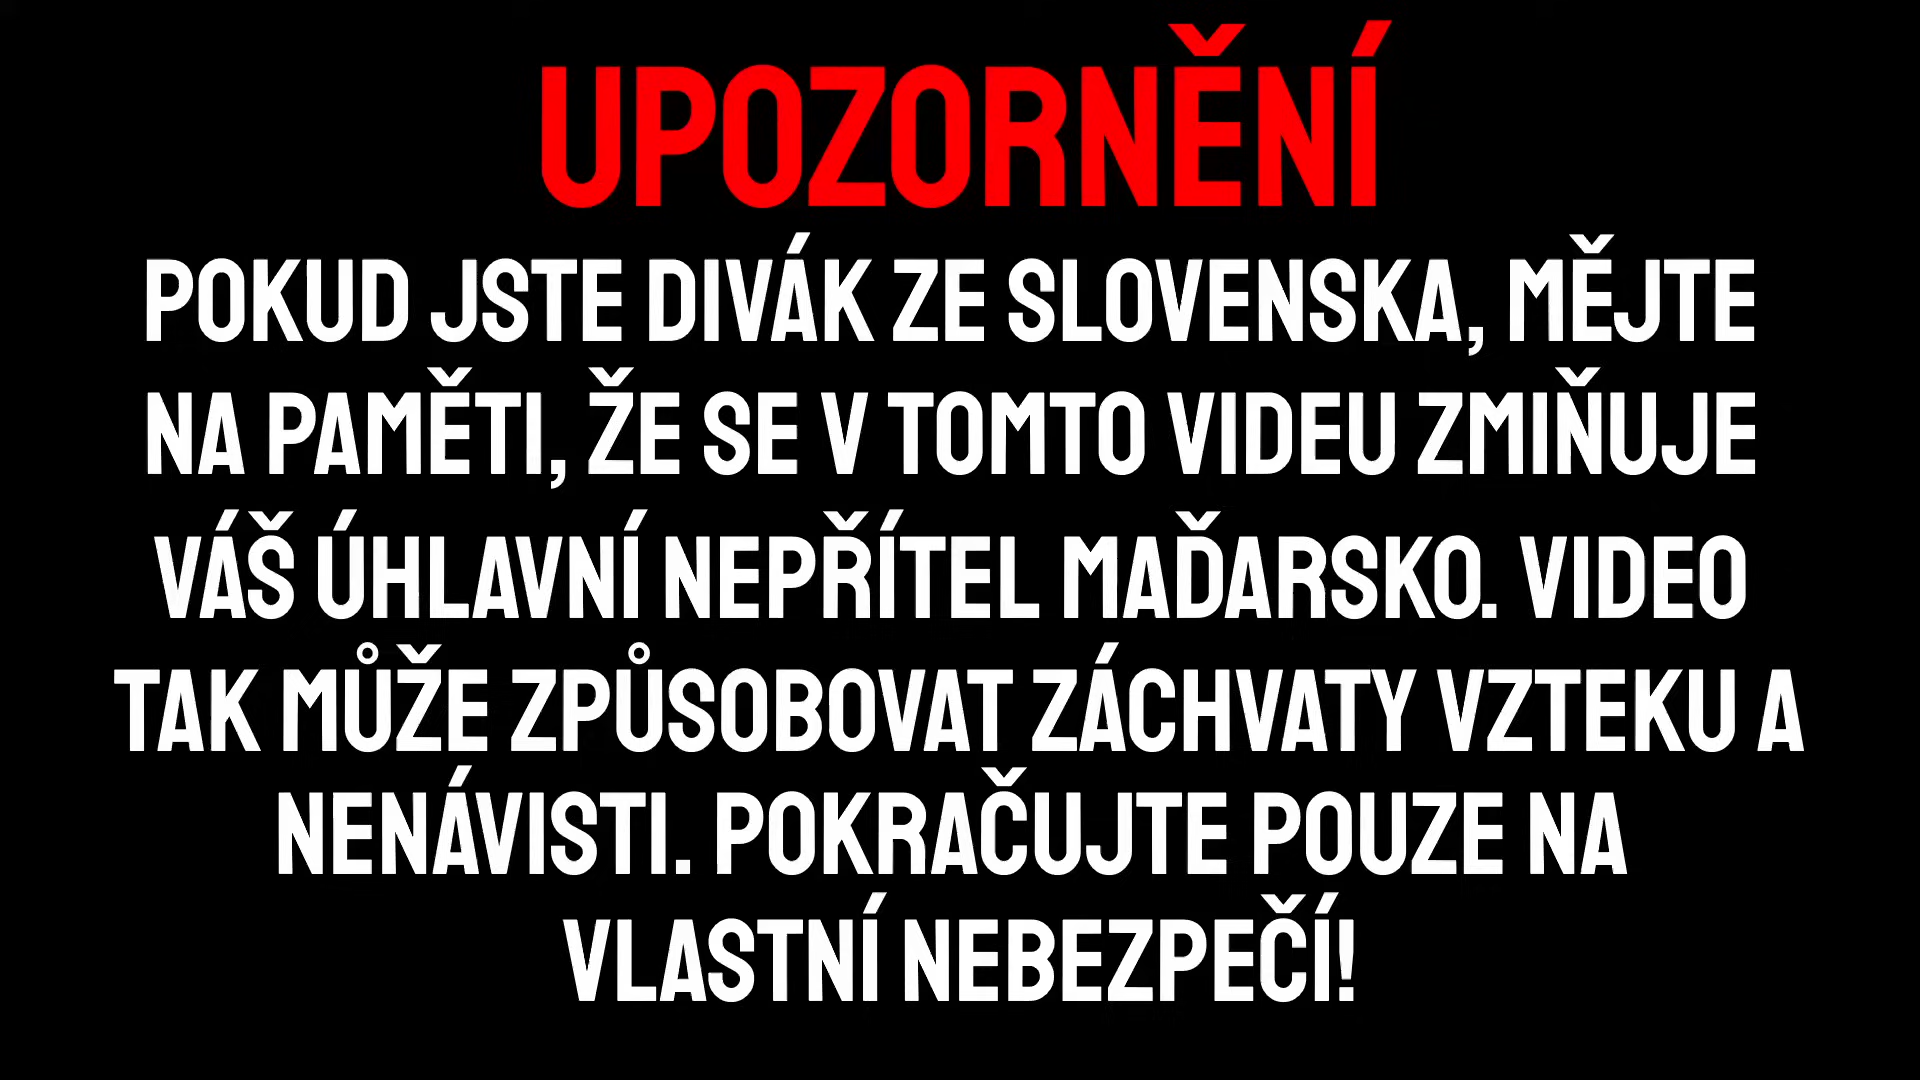 UPOZORNĚNÍ
POKUD JSTE DIVÁK ZE SLOVENSKA, MĚJTE
NA PAMĚTI, ŽE SE V TOMTO VIDEU ZMIŇUJE
VÁŠ ÚHLAVNÍ NEPŘÍTEL MAĎARSKO. VIDEO
TAK MŮŽE ZPŮSOBOVAT ZÁCHVATY VZTEKU A
NENÁVISTI. POKRAČUJTE POUZE NA
VLASTNÍ NEBEZPEČÍ!